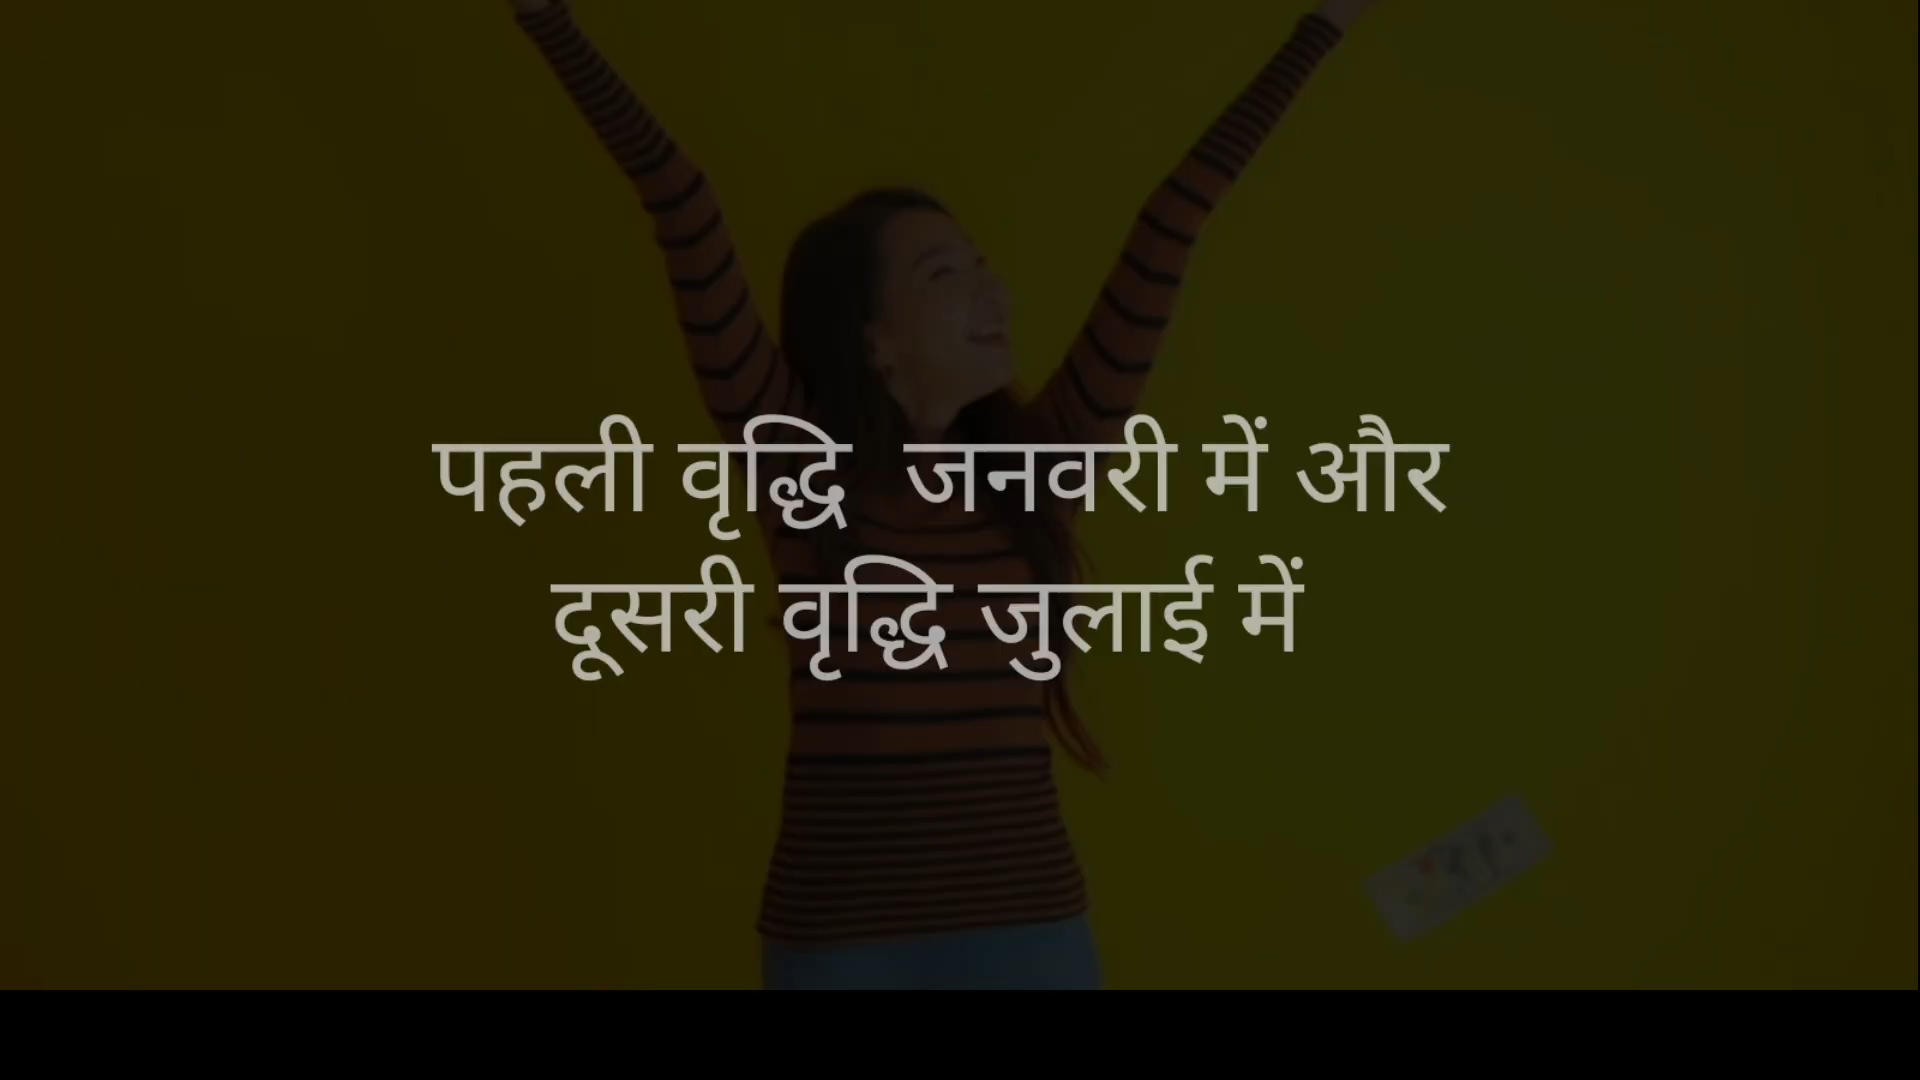 पहली वृद्धि  जनवरी में और
दूसरी वृद्धि जुलाई में